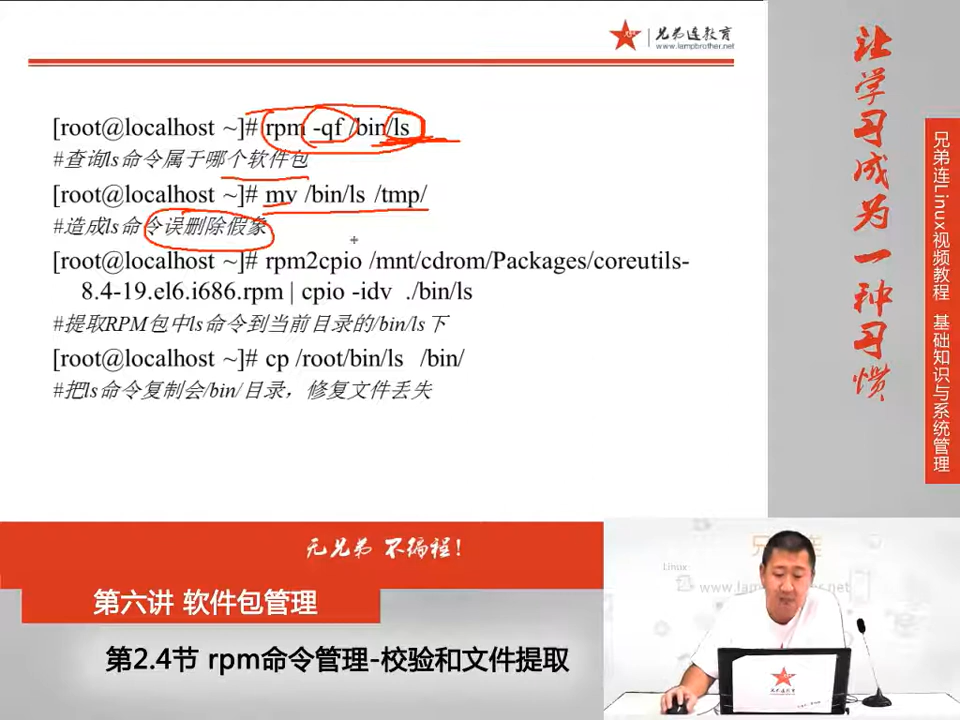 兄弟连教育
www.lampbrother.net
[root@localhost ~]# rpm -qf /bin/ls
#查询ls命令属于哪个软件包
[root@localhost ~]# mv /bin/ls /tmp/
#造成ls命令误删除假象
[root@localhost ~]# rpm2cpio /mnt/cdrom/Packages/coreutils-
8.4-19.el6.i686.rpm | cpio -idv ./bin/ls
#提取RPM包中ls命令到当前目录的/bin/ls下
[root@localhost ~]# cp /root/bin/ls /bin/
#把ls命令复制会/bin/目录，修复文件丢失
让学习成为一种习惯
兄弟连Linux视频教程 基础知识与系统管理
无兄弟 不编程！
第六讲 软件包管理
第2.4节 rpm命令管理-校验和文件提取
Linux